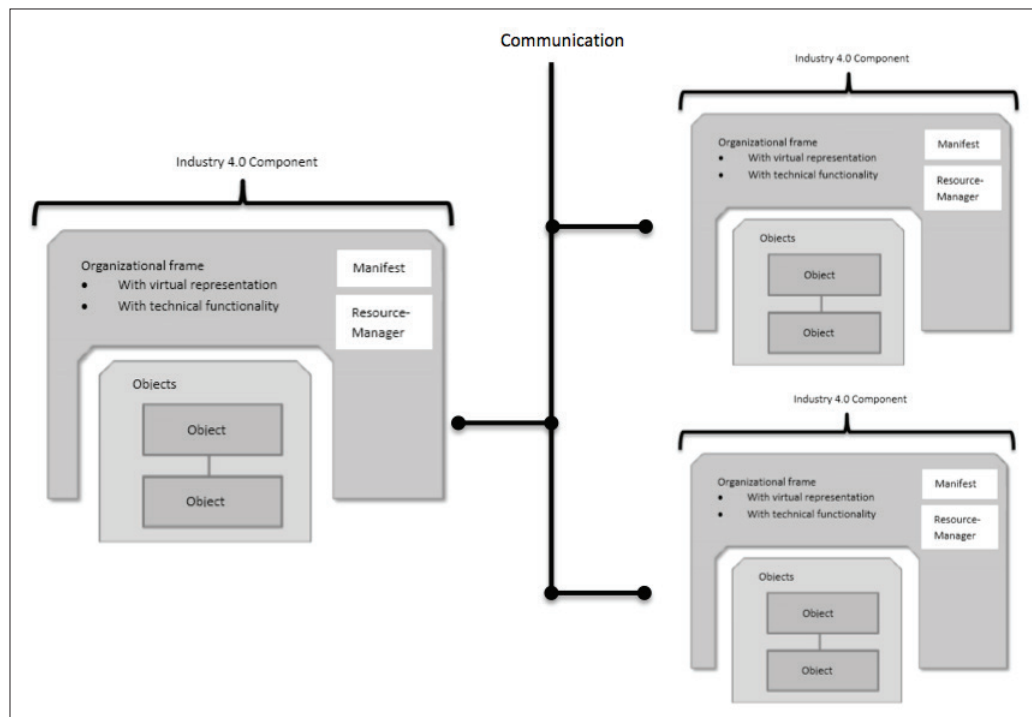 Communication
Industry 4.0 Component
Organizational frame
• With virtual representation
• With technical functionality
Manifest
Resource-
Manager
Objects
Object
Object
Industry 4.0 Component
Organizational frame
• With virtual representation
• With technical functionality
Manifest
Resource-
Manager
Objects
Object
Object
Industry 4.0 Component
Organizational frame
• With virtual representation
• With technical functionality
Manifest
Resource-
Manager
Objects
Object
Object